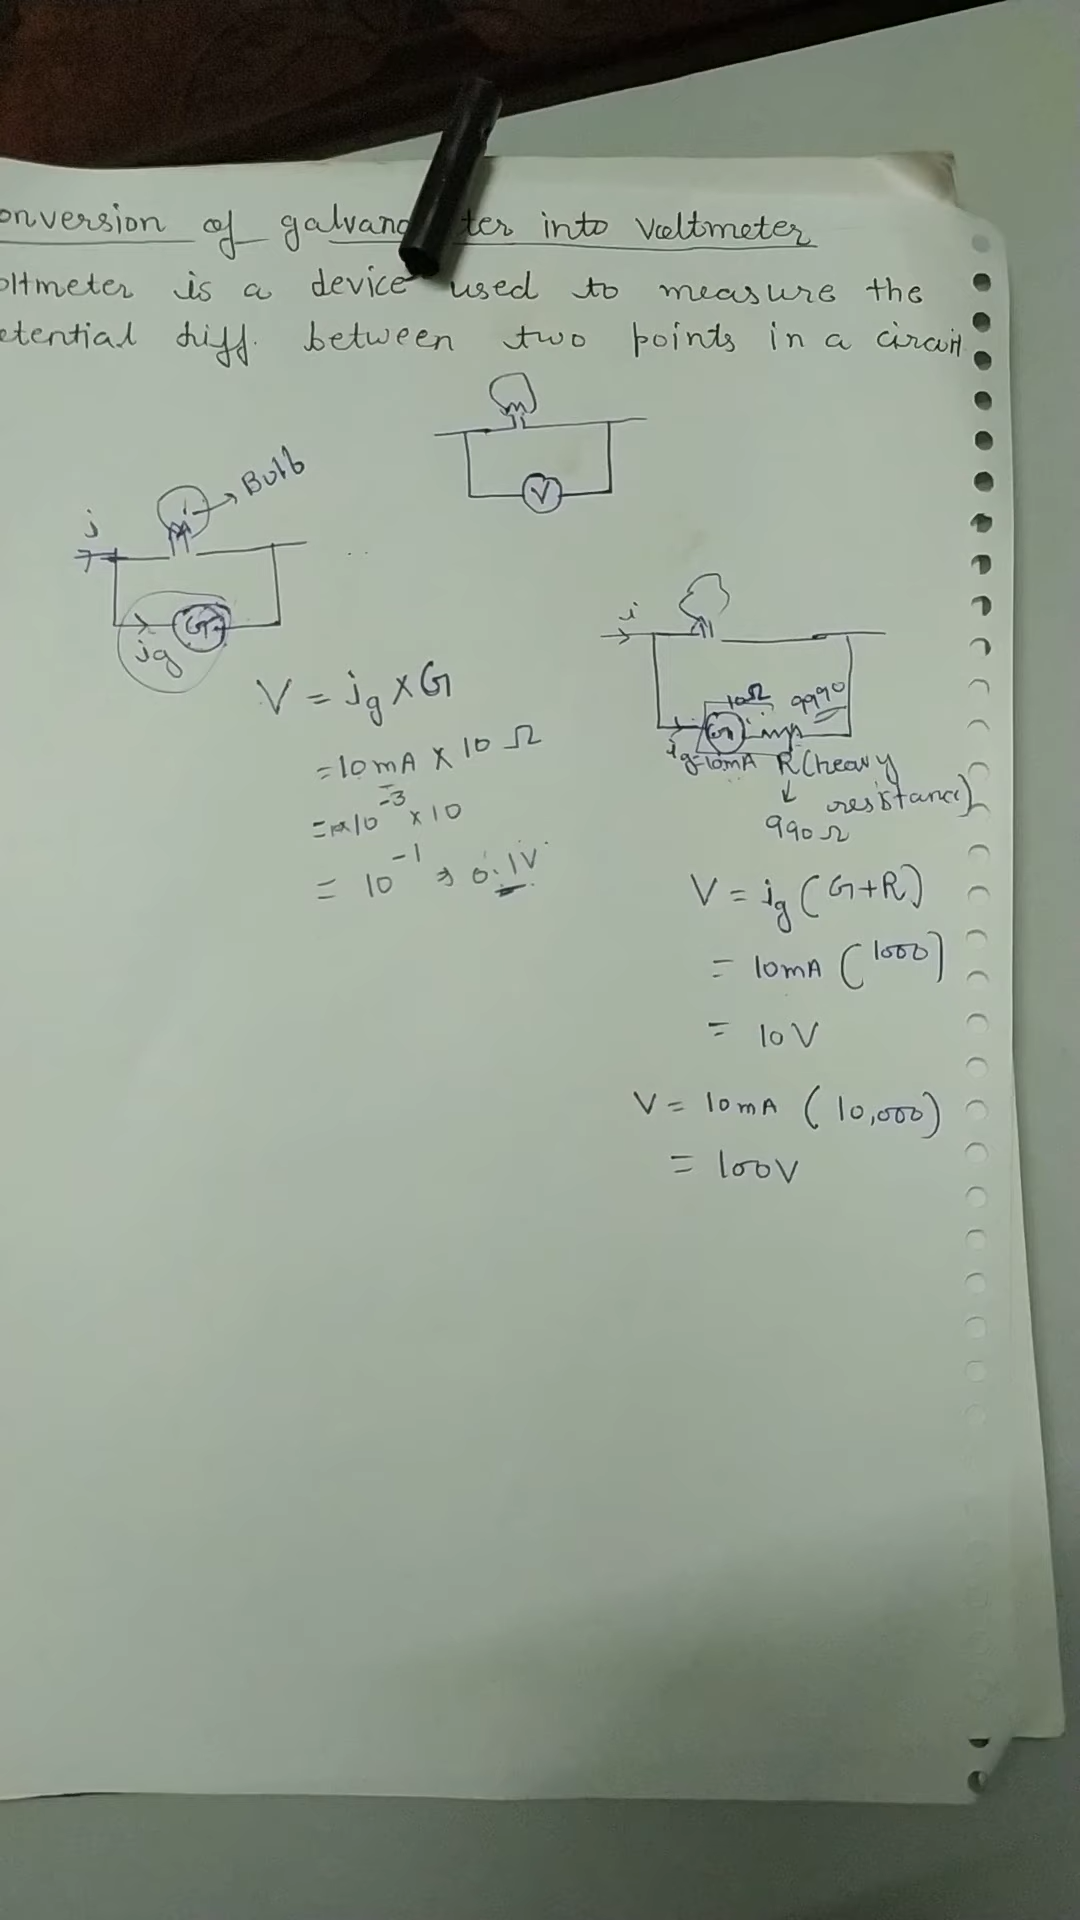 onversion of galvano ter into voltmeter
oltmeter is a device used to measure the
otential diff. between two points in a circuit
V
i
i → Bulb
G
ig
V = ig × G
= 10mA × 10 Ω
10⁻³ × 10
= 10⁻¹ → 0.1V
i
10Ω 9990
G
ig=10mA R (heavy
resistance)
↓
990 Ω
V = ig (G+R)
= 10mA (1000)
= 10V
V = 10mA (10,000)
= 100V